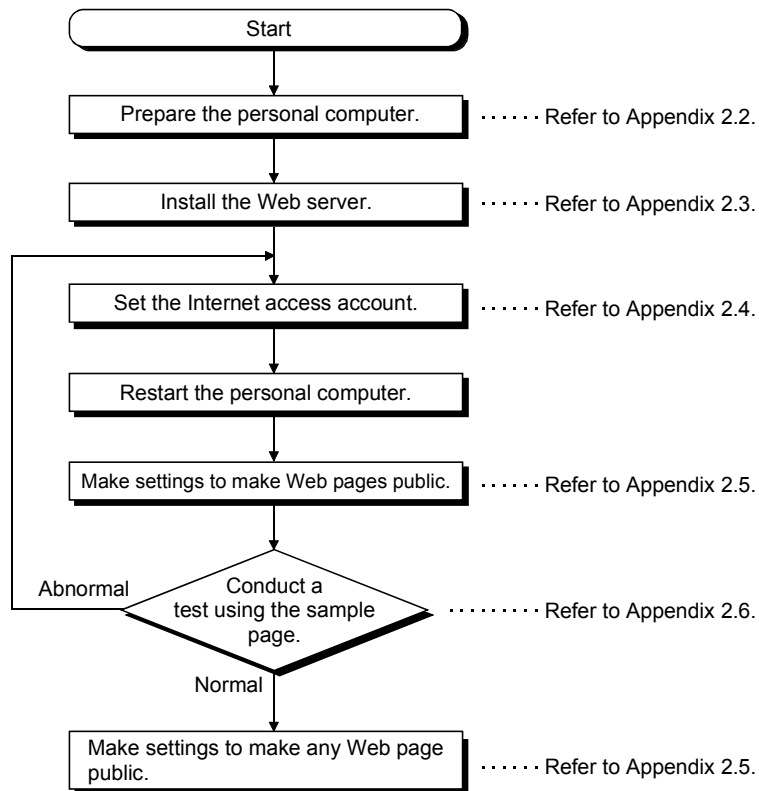 Start
Prepare the personal computer. ······ Refer to Appendix 2.2.
Install the Web server. ······ Refer to Appendix 2.3.
Set the Internet access account. ······ Refer to Appendix 2.4.
Restart the personal computer.
Make settings to make Web pages public. ······ Refer to Appendix 2.5.
Abnormal
Conduct a
test using the sample
page.
········· Refer to Appendix 2.6.
Normal
Make settings to make any Web page
public.
······ Refer to Appendix 2.5.